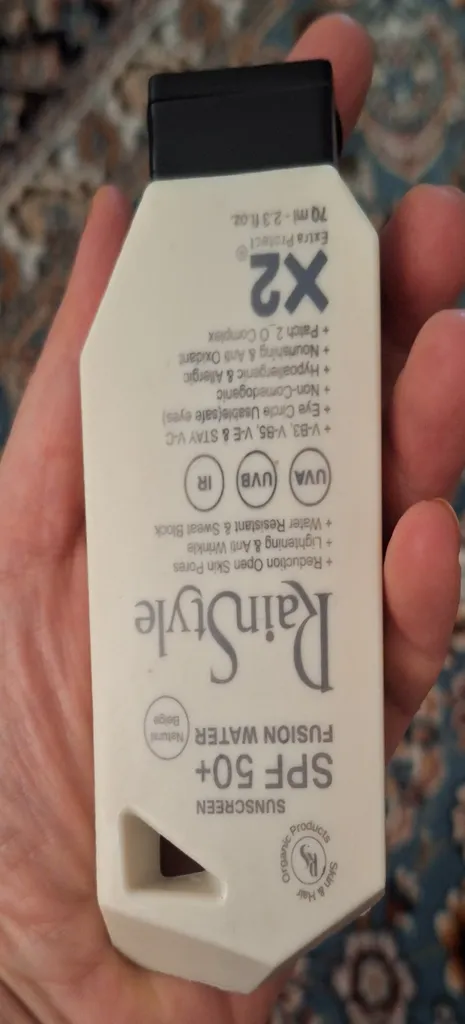 Organic Products
Rs
Skin & Hair
SUNSCREEN
SPF 50+
FUSION WATER
Natural
Beige
RainStyle
+ Reduction Open Skin Pores
+ Lightening & Anti Wrinkle
+ Water Resistant & Sweat Block
UVA
UVB
IR
+ V-B3, V-B5, V-E & STAY V-C
+ Eye Circle Usable(safe eyes)
+ Non-Comedogenic
+ Hypoallergenic & Allergic
+ Nourishing & Anti Oxidant
+ Patch 2_O Complex
X2
Extra Protect®
70 ml - 2.3 fl.oz.